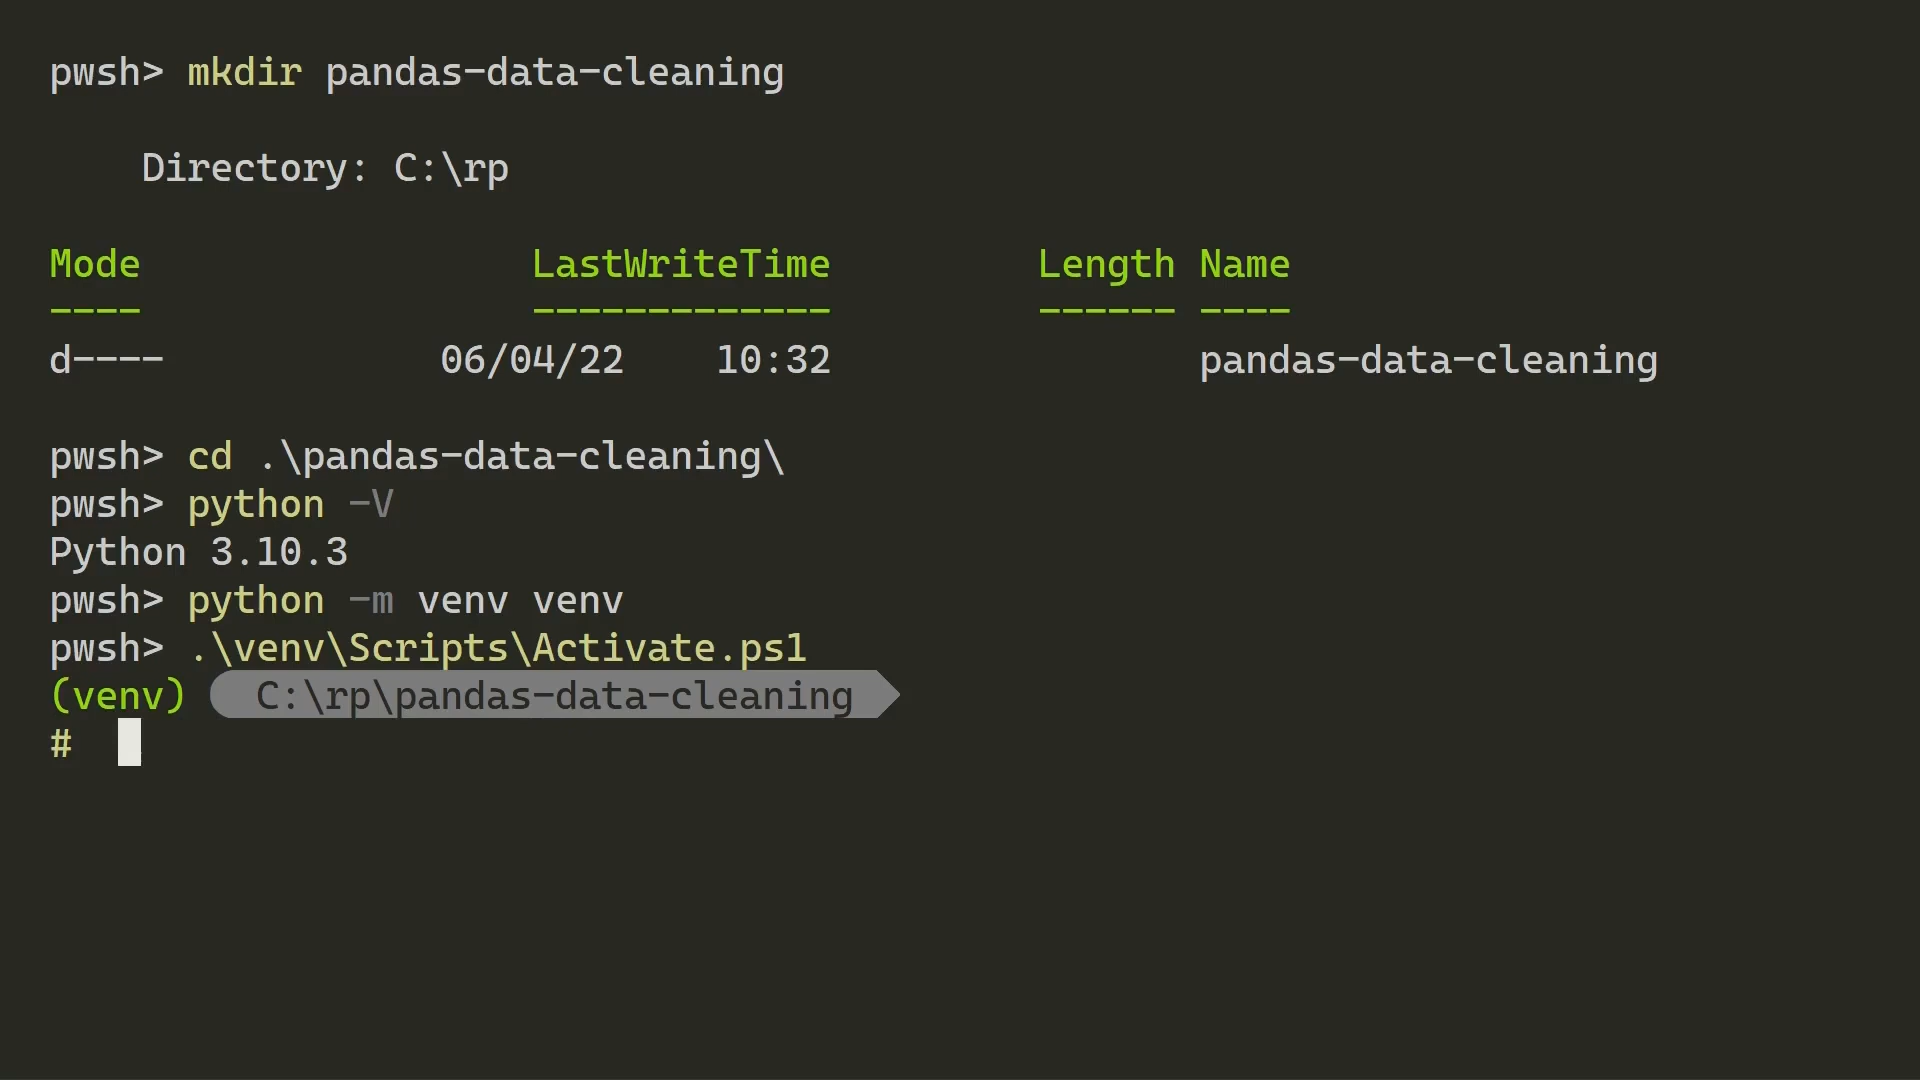 pwsh> mkdir pandas-data-cleaning
Directory: C:\rp
Mode LastWriteTime Length Name
---- ------------- ------ ----
d---- 06/04/22 10:32 pandas-data-cleaning
pwsh> cd .\pandas-data-cleaning\
pwsh> python -V
Python 3.10.3
pwsh> python -m venv venv
pwsh> .\venv\Scripts\Activate.ps1
(venv) C:\rp\pandas-data-cleaning
#